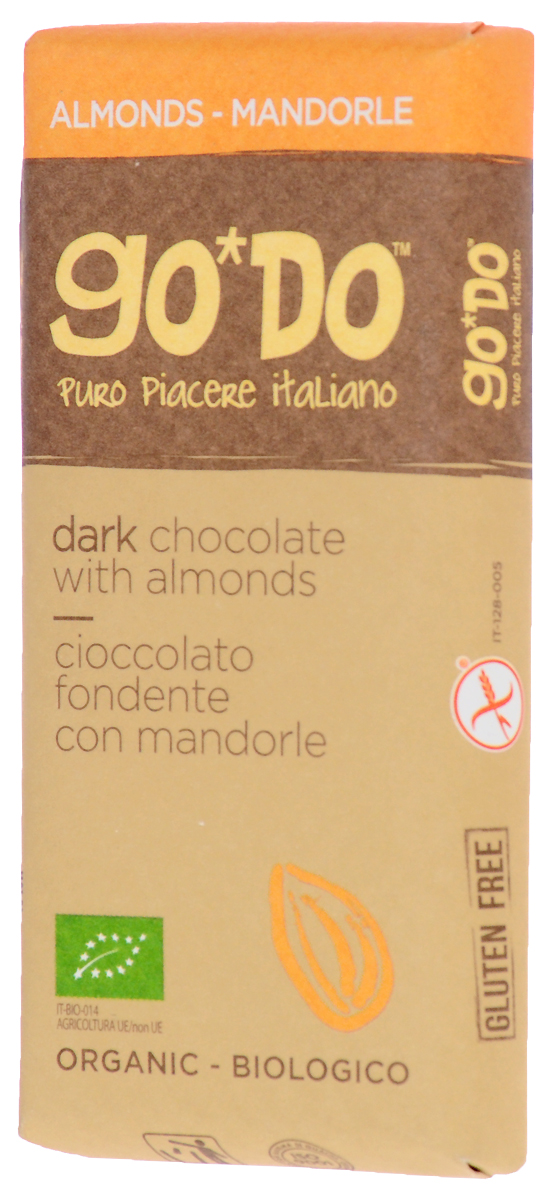 ALMONDS - MANDORLE
go*Do™
Puro Piacere italiano
dark chocolate
with almonds
cioccolato
fondente
con mandorle
IT-BIO-014
AGRICOLTURA UE/non UE
ORGANIC - BIOLOGICO
go*Do
Puro Piacere italiano
IT-128-005
GLUTEN FREE